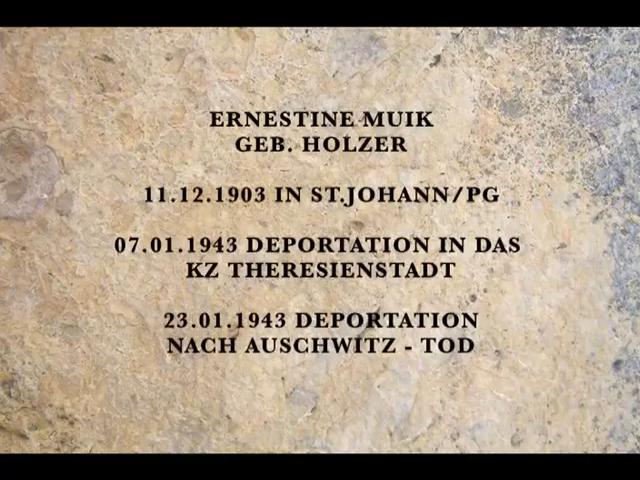 ERNESTINE MUIK
GEB. HOLZER
11.12.1903 IN ST.JOHANN/PG
07.01.1943 DEPORTATION IN DAS
KZ THERESIENSTADT
23.01.1943 DEPORTATION
NACH AUSCHWITZ - TOD